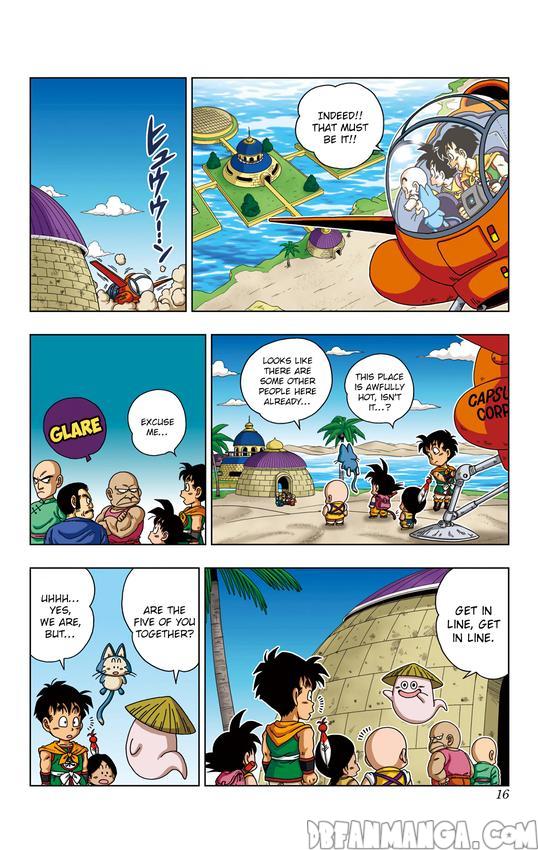 INDEED!!
THAT MUST
BE IT!!
ヒュウウーン
LOOKS LIKE
THERE ARE
SOME OTHER
PEOPLE HERE
ALREADY...
THIS PLACE
IS AWFULLY
HOT, ISN'T
IT...?
CAPSU
CORP
GLARE
EXCUSE
ME...
UHHH...
YES,
WE ARE,
BUT...
ARE THE
FIVE OF YOU
TOGETHER?
GET IN
LINE, GET
IN LINE.
16
DBFANMANGA.COM